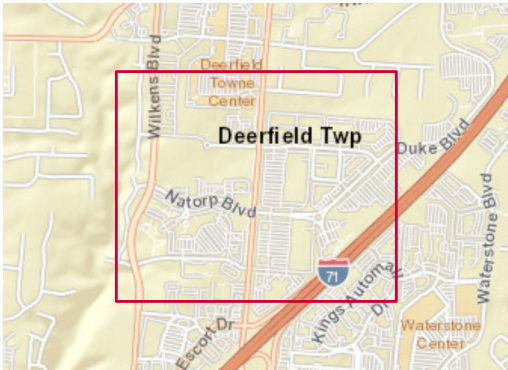 Deerfield
Towne
Center
Wilkens Blvd
Deerfield Twp
Duke Blvd
Natorp Blvd
Waterstone Blvd
71
Kings Automall
Dr
Escort Dr
Waterstone
Center